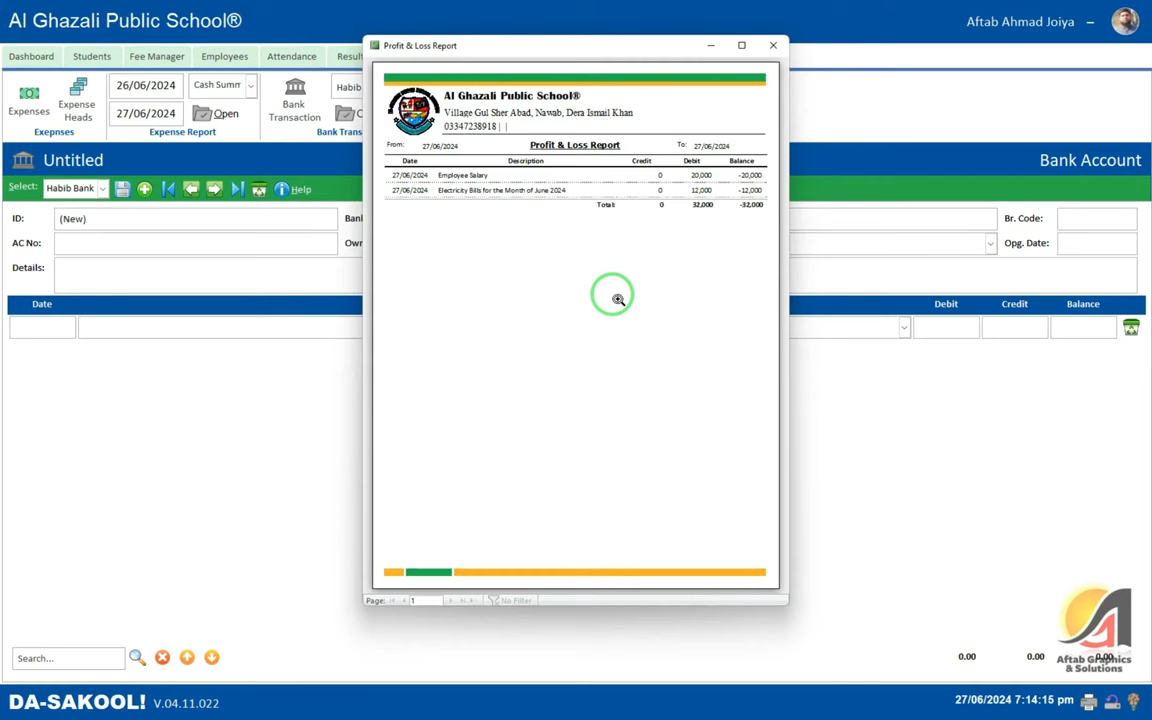 Al Ghazali Public School®
Aftab Ahmad Joiya
Dashboard Students Fee Manager Employees Attendance
Expenses
Expense Heads
Exepnses
26/06/2024 Cash Summ
27/06/2024 Open
Expense Report
Bank Transaction
Habib
Bank Trans
Untitled
Bank Account
Select: Habib Bank Help
ID: (New)
Br. Code:
AC No:
Opg. Date:
Details:
Date Debit Credit Balance
Profit & Loss Report
Al Ghazali Public School®
Village Gul Sher Abad, Nawab, Dera Ismail Khan
03347238918 | |
From: 27/06/2024 Profit & Loss Report To: 27/06/2024
Date Description Credit Debit Balance
27/06/2024 Employee Salary 0 20,000 -20,000
27/06/2024 Electricity Bills for the Month of June 2024 0 12,000 -12,000
Total: 0 32,000 -32,000
Page: 1 No Filter
Search...
0.00 0.00 0.00
Aftab Graphics
& Solutions
DA-SAKOOL! V.04.11.022
27/06/2024 7:14:15 pm